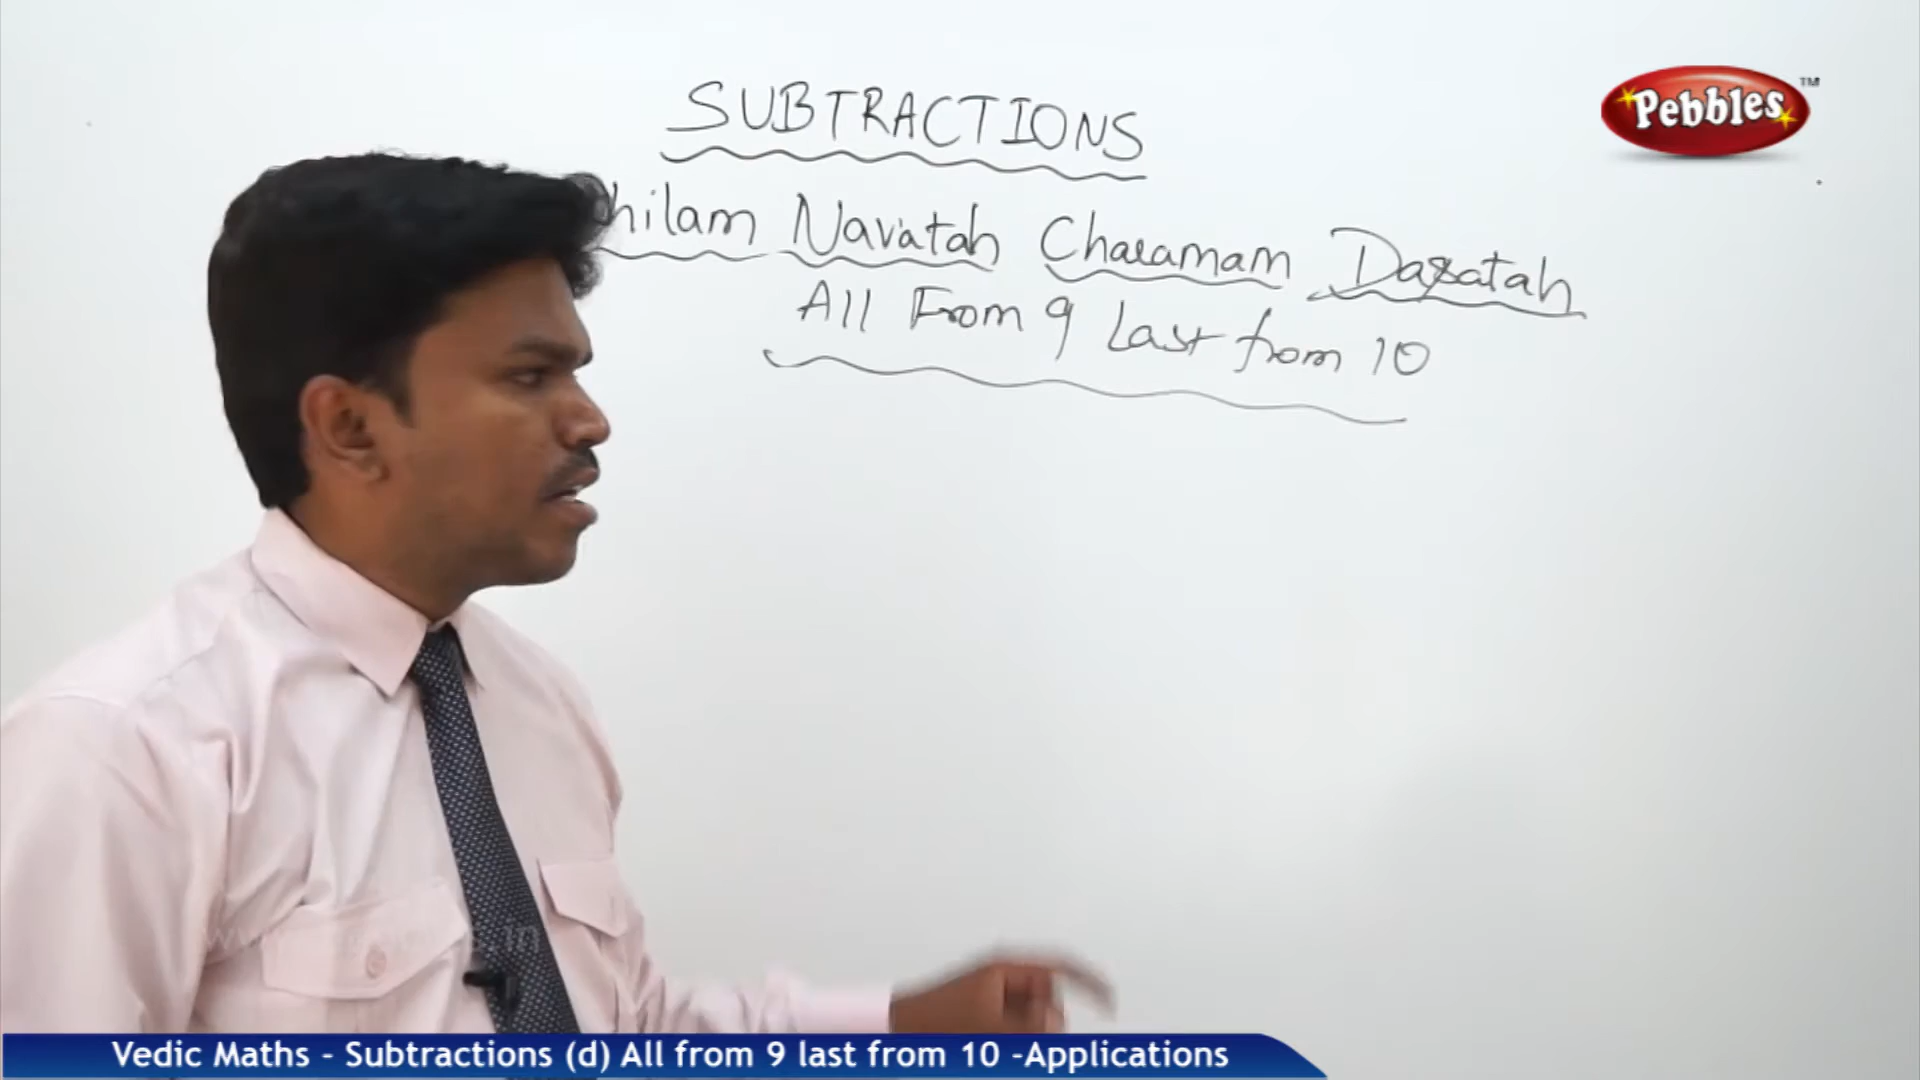 SUBTRACTIONS
Pebbles TM
hilam Navatah Charamam Dasatah
All From 9 Last from 10
Vedic Maths - Subtractions (d) All from 9 last from 10 -Applications